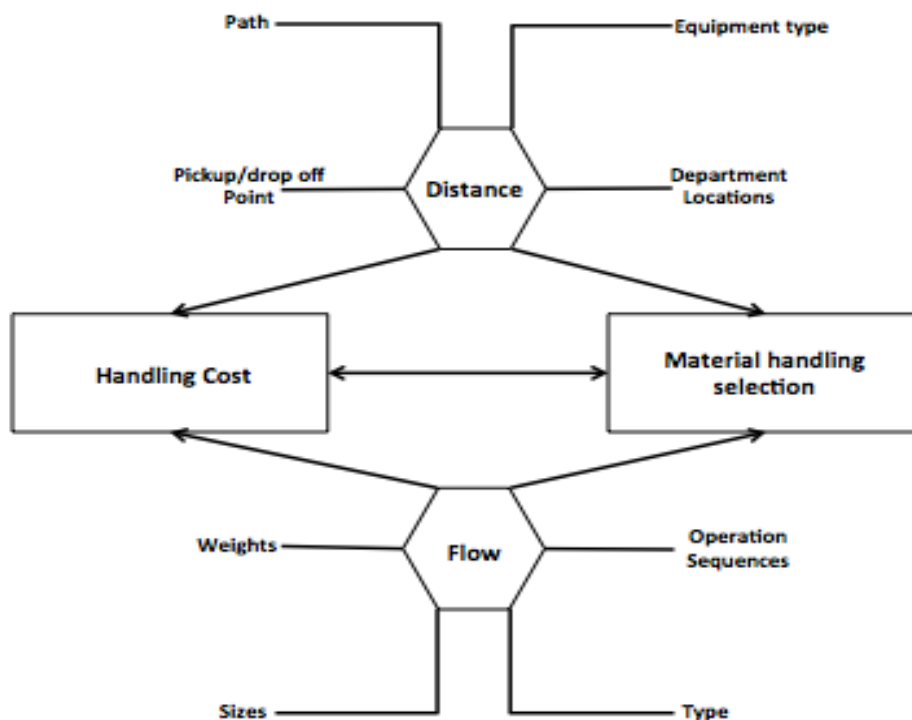 Path
Equipment type
Pickup/drop off
Point
Distance
Department
Locations
Handling Cost
Material handling
selection
Weights
Flow
Operation
Sequences
Sizes
Type